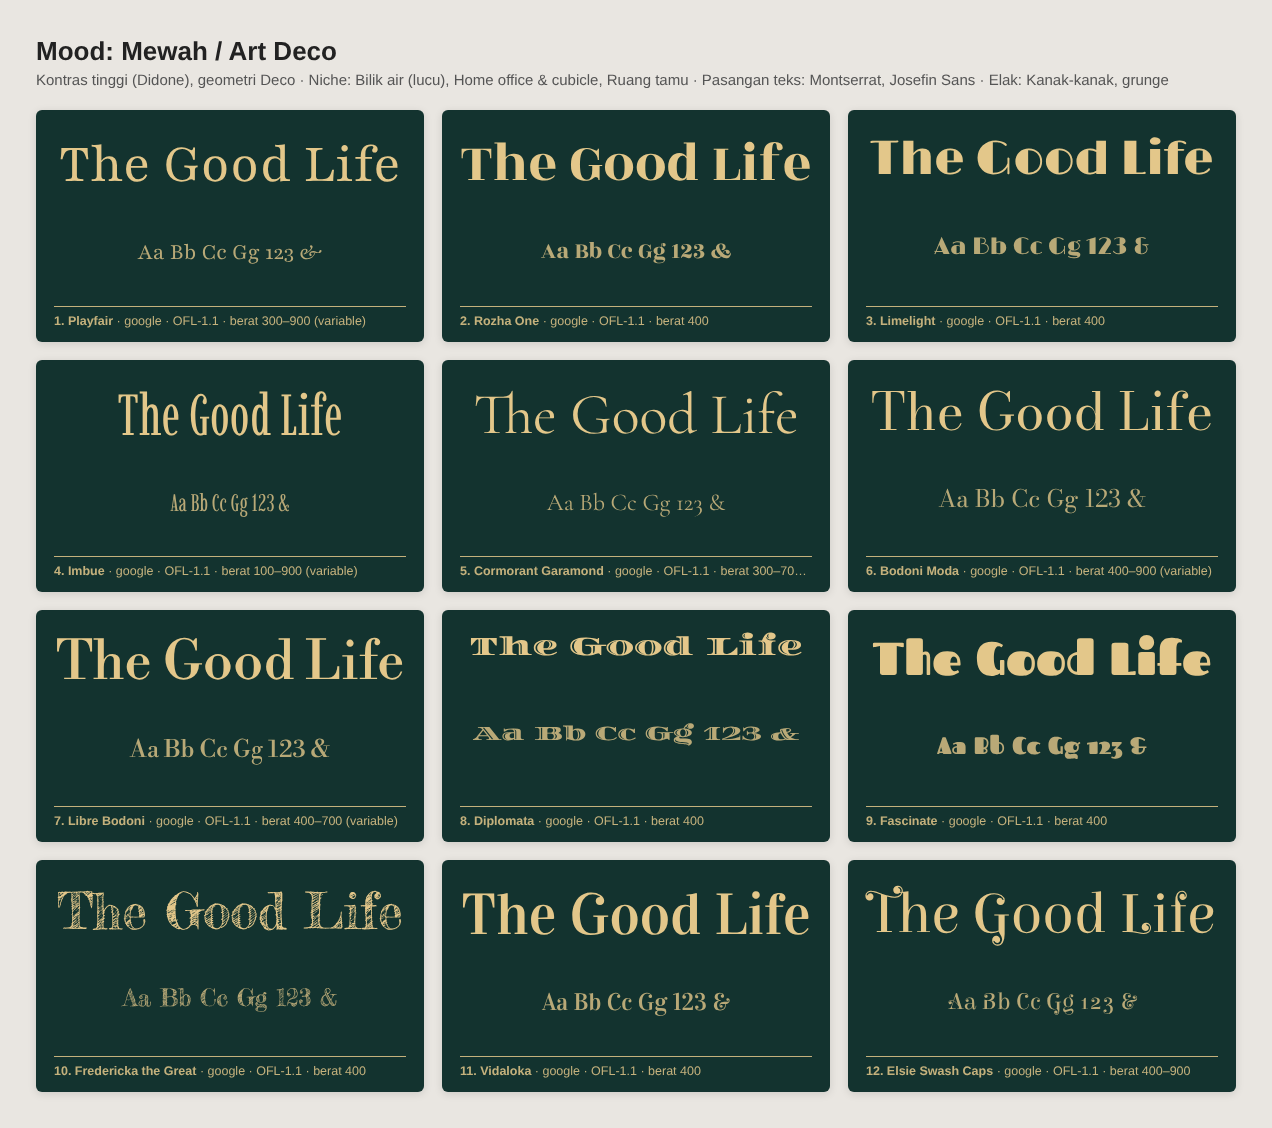 Mood: Mewah / Art Deco
Kontras tinggi (Didone), geometri Deco · Niche: Bilik air (lucu), Home office & cubicle, Ruang tamu · Pasangan teks: Montserrat, Josefin Sans · Elak: Kanak-kanak, grunge
The Good Life
Aa Bb Cc Gg 123 &
1. Playfair · google · OFL-1.1 · berat 300–900 (variable)
The Good Life
Aa Bb Cc Gg 123 &
2. Rozha One · google · OFL-1.1 · berat 400
The Good Life
Aa Bb Cc Gg 123 &
3. Limelight · google · OFL-1.1 · berat 400
The Good Life
Aa Bb Cc Gg 123 &
4. Imbue · google · OFL-1.1 · berat 100–900 (variable)
The Good Life
Aa Bb Cc Gg 123 &
5. Cormorant Garamond · google · OFL-1.1 · berat 300–70…
The Good Life
Aa Bb Cc Gg 123 &
6. Bodoni Moda · google · OFL-1.1 · berat 400–900 (variable)
The Good Life
Aa Bb Cc Gg 123 &
7. Libre Bodoni · google · OFL-1.1 · berat 400–700 (variable)
The Good Life
Aa Bb Cc Gg 123 &
8. Diplomata · google · OFL-1.1 · berat 400
The Good Life
Aa Bb Cc Gg 123 &
9. Fascinate · google · OFL-1.1 · berat 400
The Good Life
Aa Bb Cc Gg 123 &
10. Fredericka the Great · google · OFL-1.1 · berat 400
The Good Life
Aa Bb Cc Gg 123 &
11. Vidaloka · google · OFL-1.1 · berat 400
The Good Life
Aa Bb Cc Gg 123 &
12. Elsie Swash Caps · google · OFL-1.1 · berat 400–900